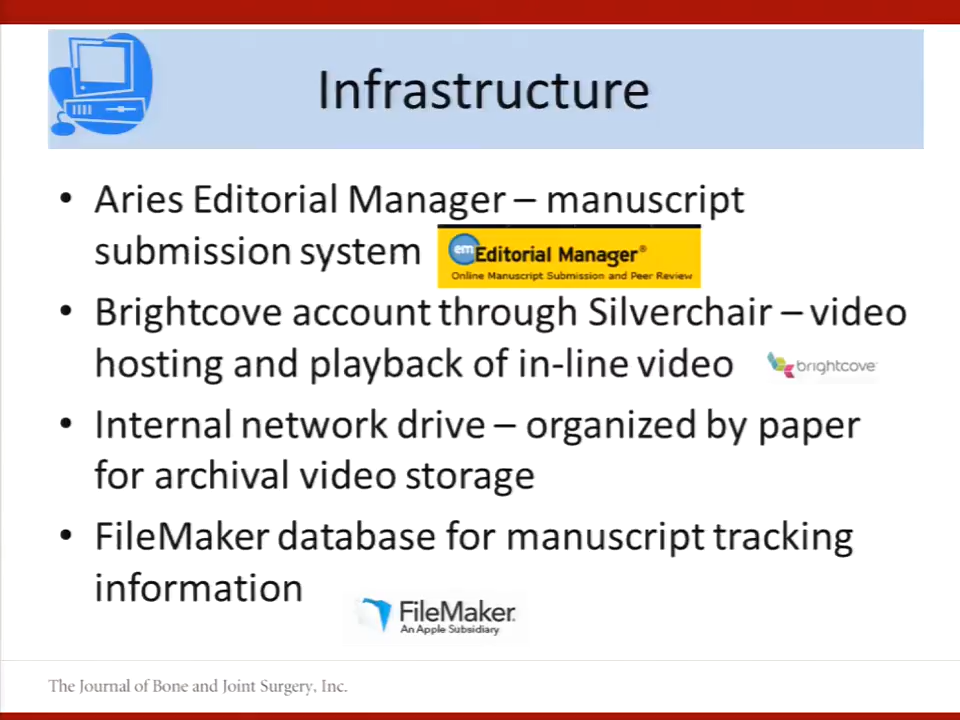 Infrastructure
• Aries Editorial Manager – manuscript
submission system
em Editorial Manager®
Online Manuscript Submission and Peer Review
• Brightcove account through Silverchair – video
hosting and playback of in-line video
brightcove
• Internal network drive – organized by paper
for archival video storage
• FileMaker database for manuscript tracking
information
FileMaker
An Apple Subsidiary
The Journal of Bone and Joint Surgery, Inc.